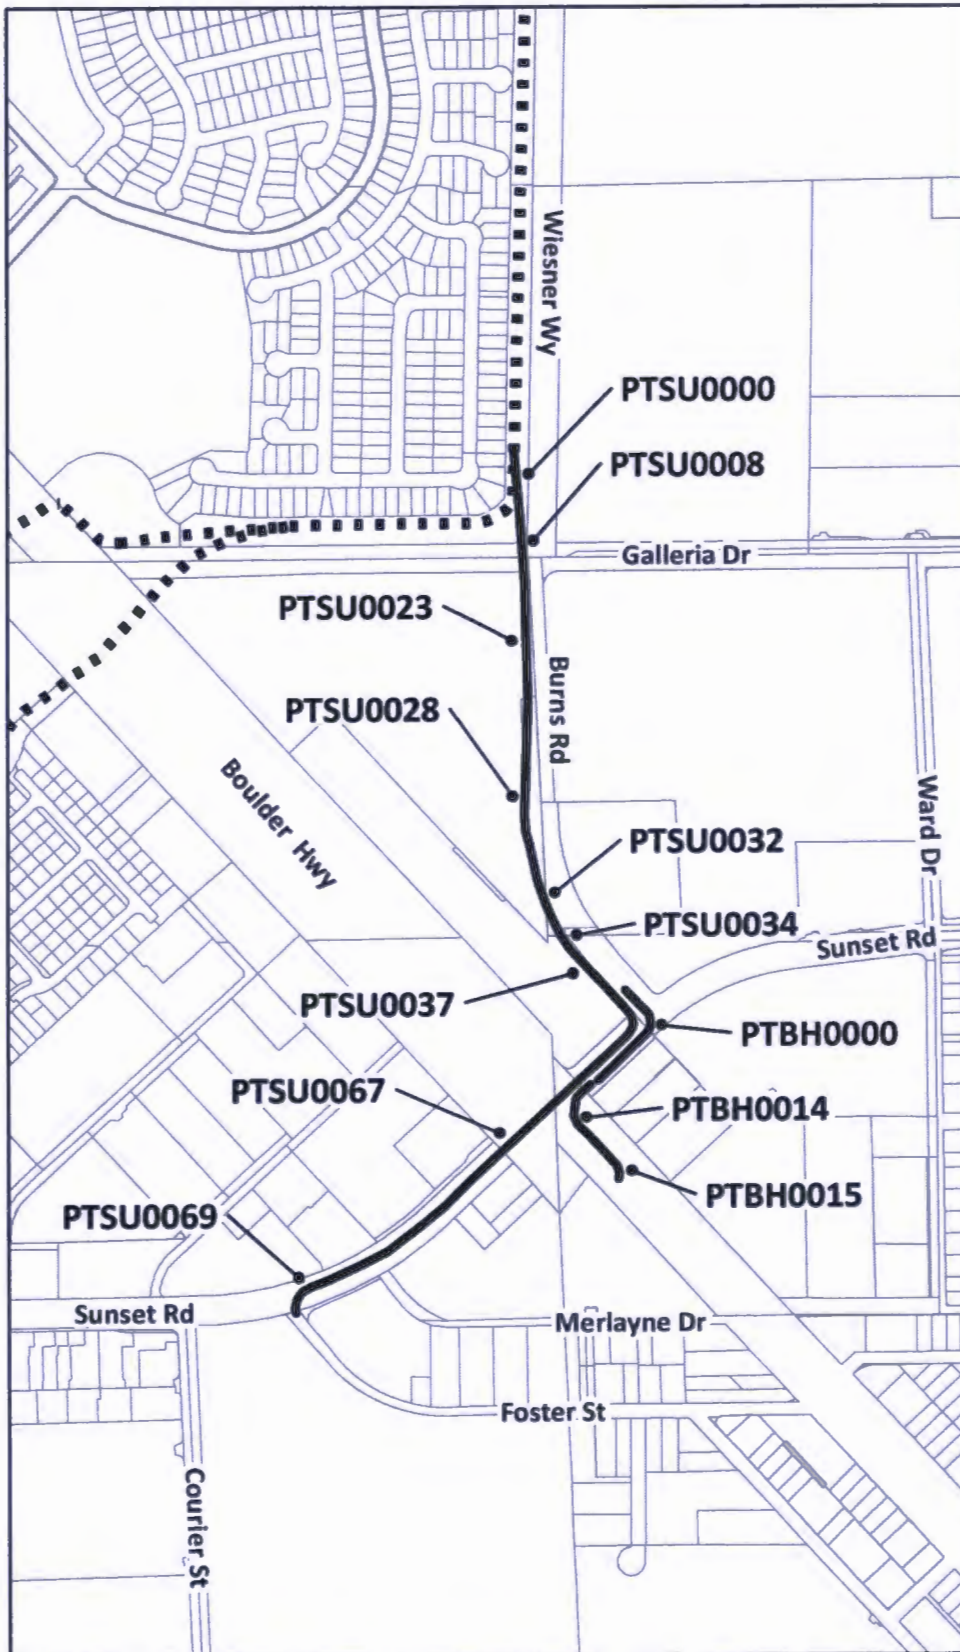 Wiesner Wy
PTSU0000
PTSU0008
Galleria Dr
PTSU0023
Burns Rd
PTSU0028
Boulder Hwy
Ward Dr
PTSU0032
PTSU0034
Sunset Rd
PTSU0037
PTBH0000
PTSU0067
PTBH0014
PTBH0015
PTSU0069
Sunset Rd
Merlayne Dr
Foster St
Courier St